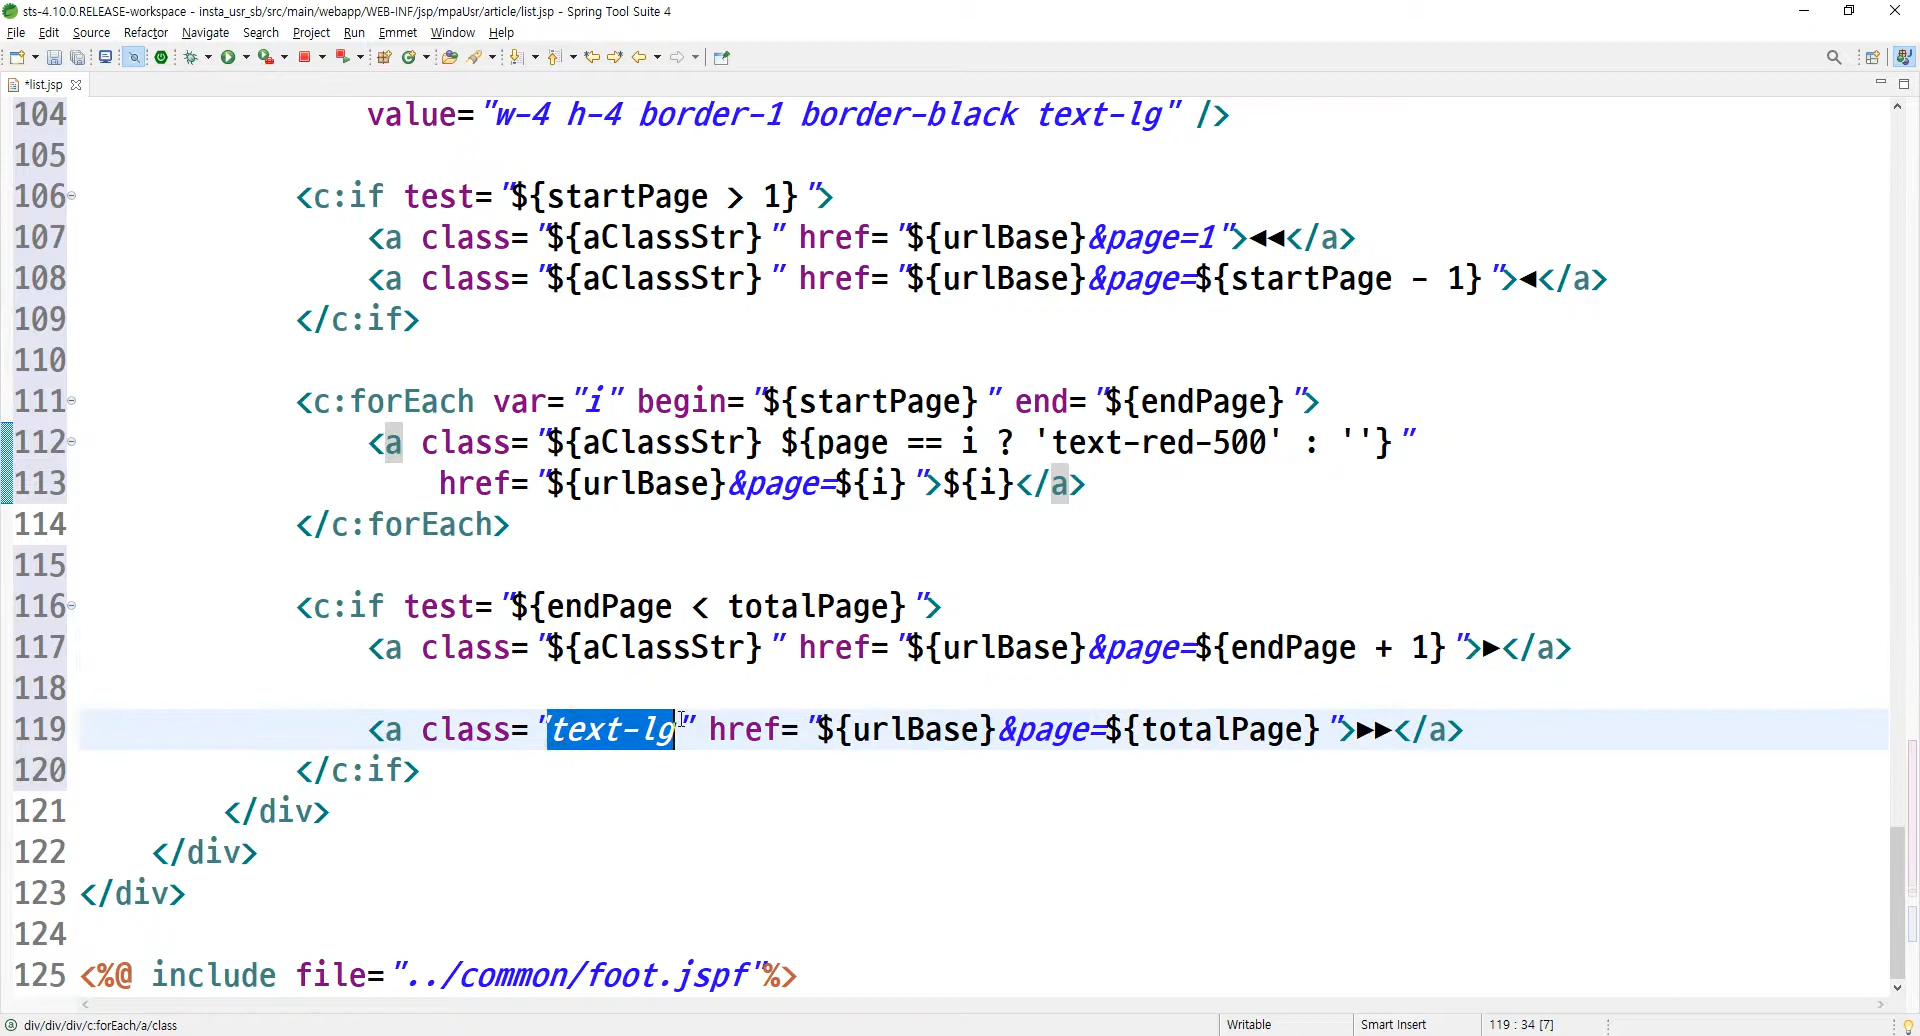 sts-4.10.0.RELEASE-workspace - insta_usr_sb/src/main/webapp/WEB-INF/jsp/mpaUsr/article/list.jsp - Spring Tool Suite 4
File Edit Source Refactor Navigate Search Project Run Emmet Window Help
*list.jsp
104 value="w-4 h-4 border-1 border-black text-lg" />
105
106 <c:if test="${startPage > 1}">
107 <a class="${aClassStr}" href="${urlBase}&page=1">◀◀</a>
108 <a class="${aClassStr}" href="${urlBase}&page=${startPage - 1}">◀</a>
109 </c:if>
110
111 <c:forEach var="i" begin="${startPage}" end="${endPage}">
112 <a class="${aClassStr} ${page == i ? 'text-red-500' : ''}"
113 href="${urlBase}&page=${i}">${i}</a>
114 </c:forEach>
115
116 <c:if test="${endPage < totalPage}">
117 <a class="${aClassStr}" href="${urlBase}&page=${endPage + 1}">▶</a>
118
119 <a class="text-lg" href="${urlBase}&page=${totalPage}">▶▶</a>
120 </c:if>
121 </div>
122 </div>
123 </div>
124
125 <%@ include file="../common/foot.jspf"%>
div/div/div/c:forEach/a/class Writable Smart Insert 119 : 34 [7]